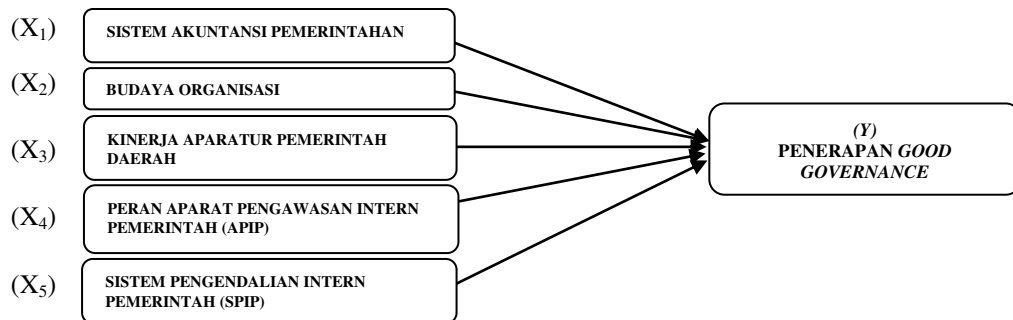 (X1) SISTEM AKUNTANSI PEMERINTAHAN
(X2) BUDAYA ORGANISASI
(X3) KINERJA APARATUR PEMERINTAH
DAERAH
(X4) PERAN APARAT PENGAWASAN INTERN
PEMERINTAH (APIP)
(X5) SISTEM PENGENDALIAN INTERN
PEMERINTAH (SPIP)
(Y)
PENERAPAN GOOD
GOVERNANCE